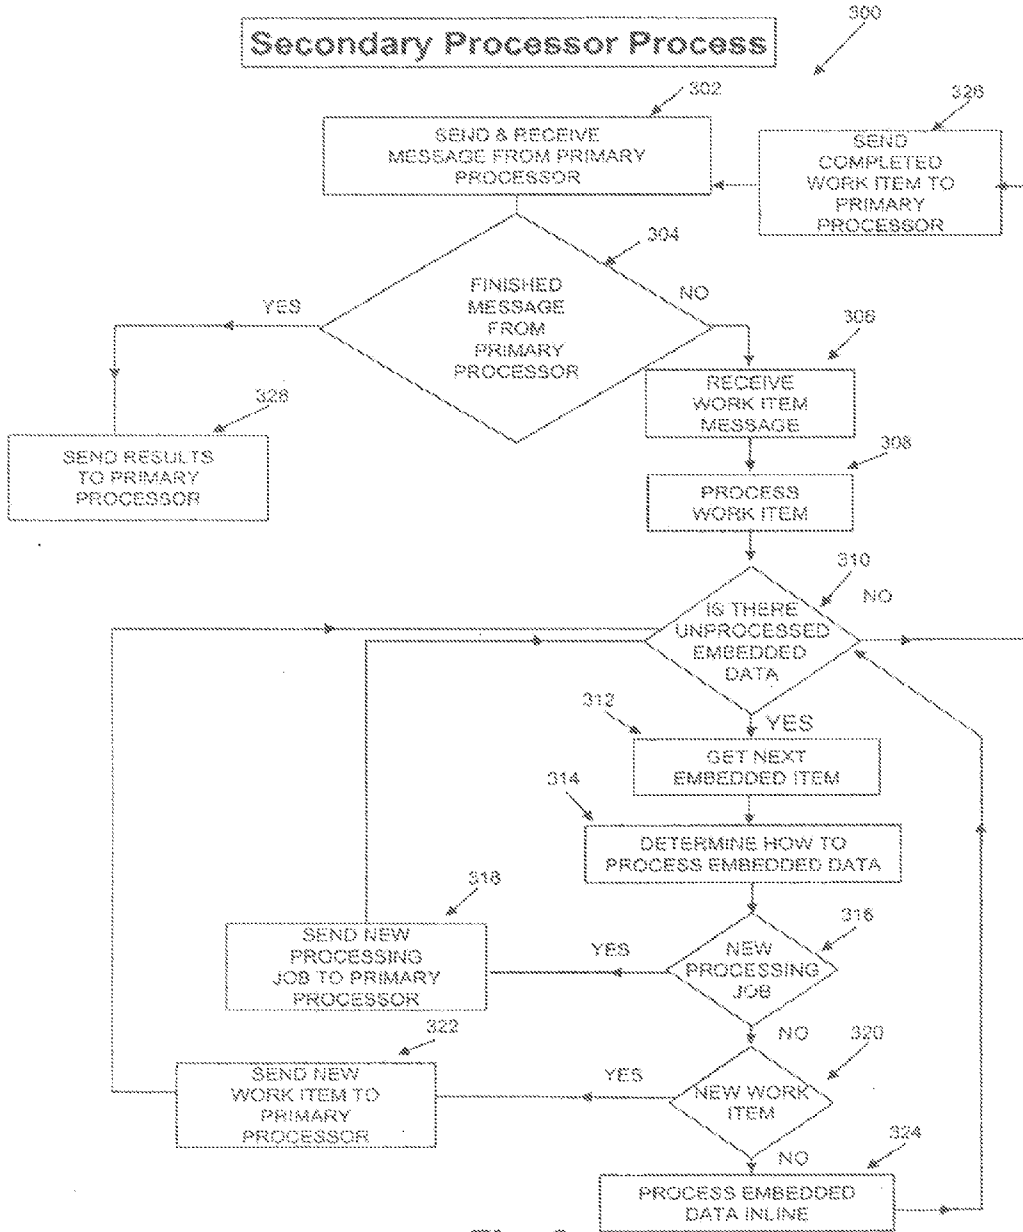 Secondary Processor Process
300
302
SEND & RECEIVE
MESSAGE FROM PRIMARY
PROCESSOR
326
SEND
COMPLETED
WORK ITEM TO
PRIMARY
PROCESSOR
304
FINISHED
MESSAGE
FROM
PRIMARY
PROCESSOR
YES
NO
306
RECEIVE
WORK ITEM
MESSAGE
328
SEND RESULTS
TO PRIMARY
PROCESSOR
308
PROCESS
WORK ITEM
310
IS THERE
UNPROCESSED
EMBEDDED
DATA
NO
YES
312
GET NEXT
EMBEDDED ITEM
314
DETERMINE HOW TO
PROCESS EMBEDDED DATA
316
NEW
PROCESSING
JOB
YES
318
SEND NEW
PROCESSING
JOB TO PRIMARY
PROCESSOR
NO
320
NEW WORK
ITEM
YES
322
SEND NEW
WORK ITEM TO
PRIMARY
PROCESSOR
NO
324
PROCESS EMBEDDED
DATA INLINE